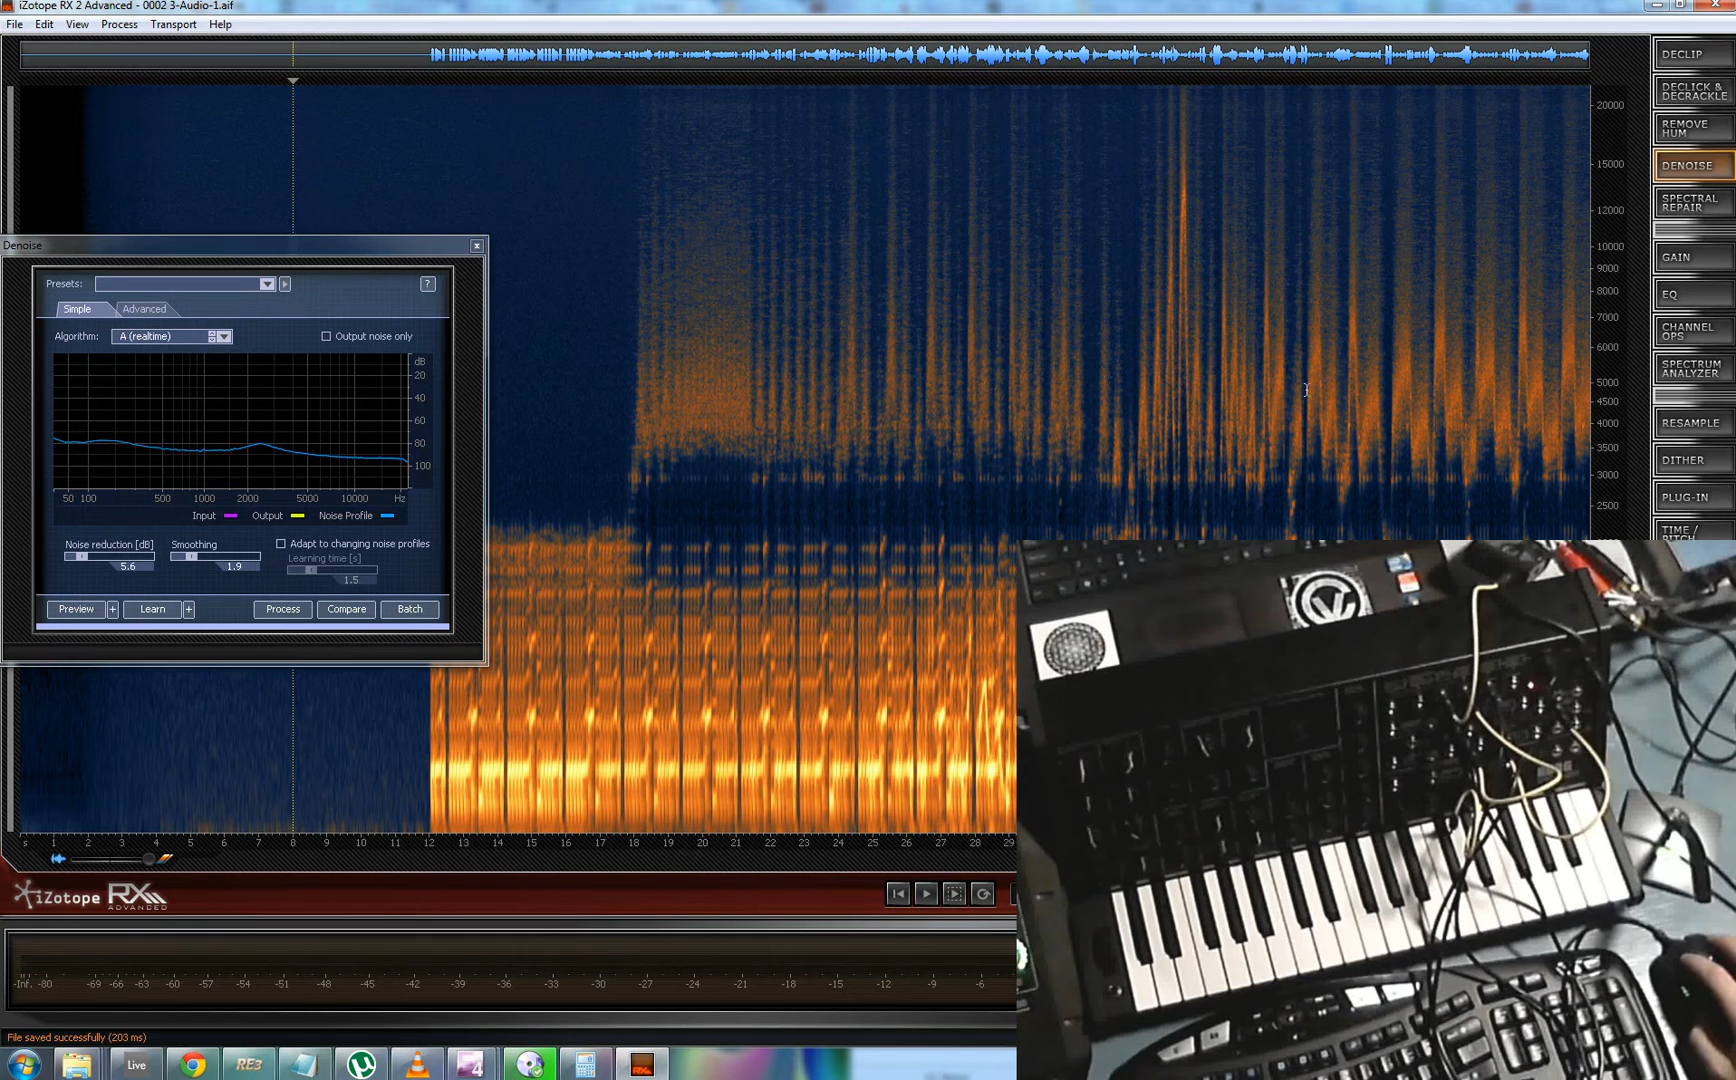 iZotope RX 2 Advanced - 0002 3-Audio-1.aif
File Edit View Process Transport Help
DECLIP
DECLICK &
DECRACKLE
REMOVE
HUM
DENOISE
SPECTRAL
REPAIR
GAIN
EQ
CHANNEL
OPS
SPECTRUM
ANALYZER
RESAMPLE
DITHER
PLUG-IN
TIME /
PITCH
20000
15000
12000
10000
9000
8000
7000
6000
5000
4500
4000
3500
3000
2500
Denoise
x
Presets:
?
Simple Advanced
Algorithm: A (realtime) Output noise only
dB
20
40
60
80
100
50 100 500 1000 2000 5000 10000 Hz
Input Output Noise Profile
Noise reduction [dB] Smoothing Adapt to changing noise profiles
Learning time [s]
5.6 1.9 1.5
Preview + Learn + Process Compare Batch
s 1 2 3 4 5 6 7 8 9 10 11 12 13 14 15 16 17 18 19 20 21 22 23 24 25 26 27 28 29
iZotope RX
ADVANCED
-Inf. -80 -69 -66 -63 -60 -57 -54 -51 -48 -45 -42 -39 -36 -33 -30 -27 -24 -21 -18 -15 -12 -9 -6
File saved successfully (203 ms)
Live
RE3
4